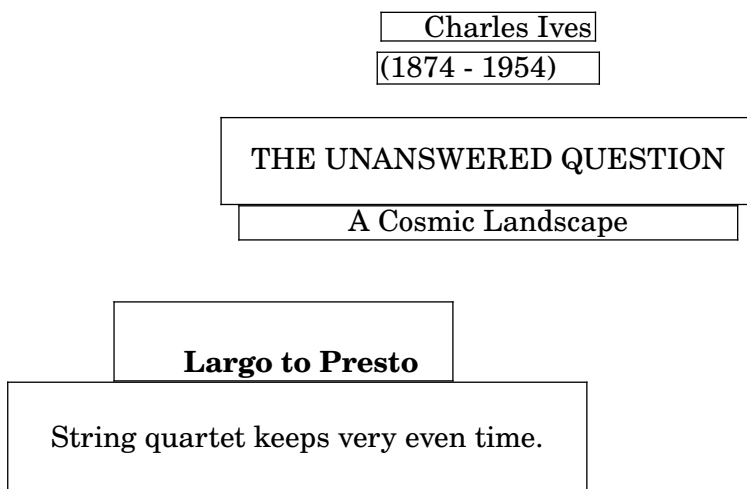 Charles Ives
(1874 - 1954)
THE UNANSWERED QUESTION
A Cosmic Landscape
Largo to Presto
String quartet keeps very even time.